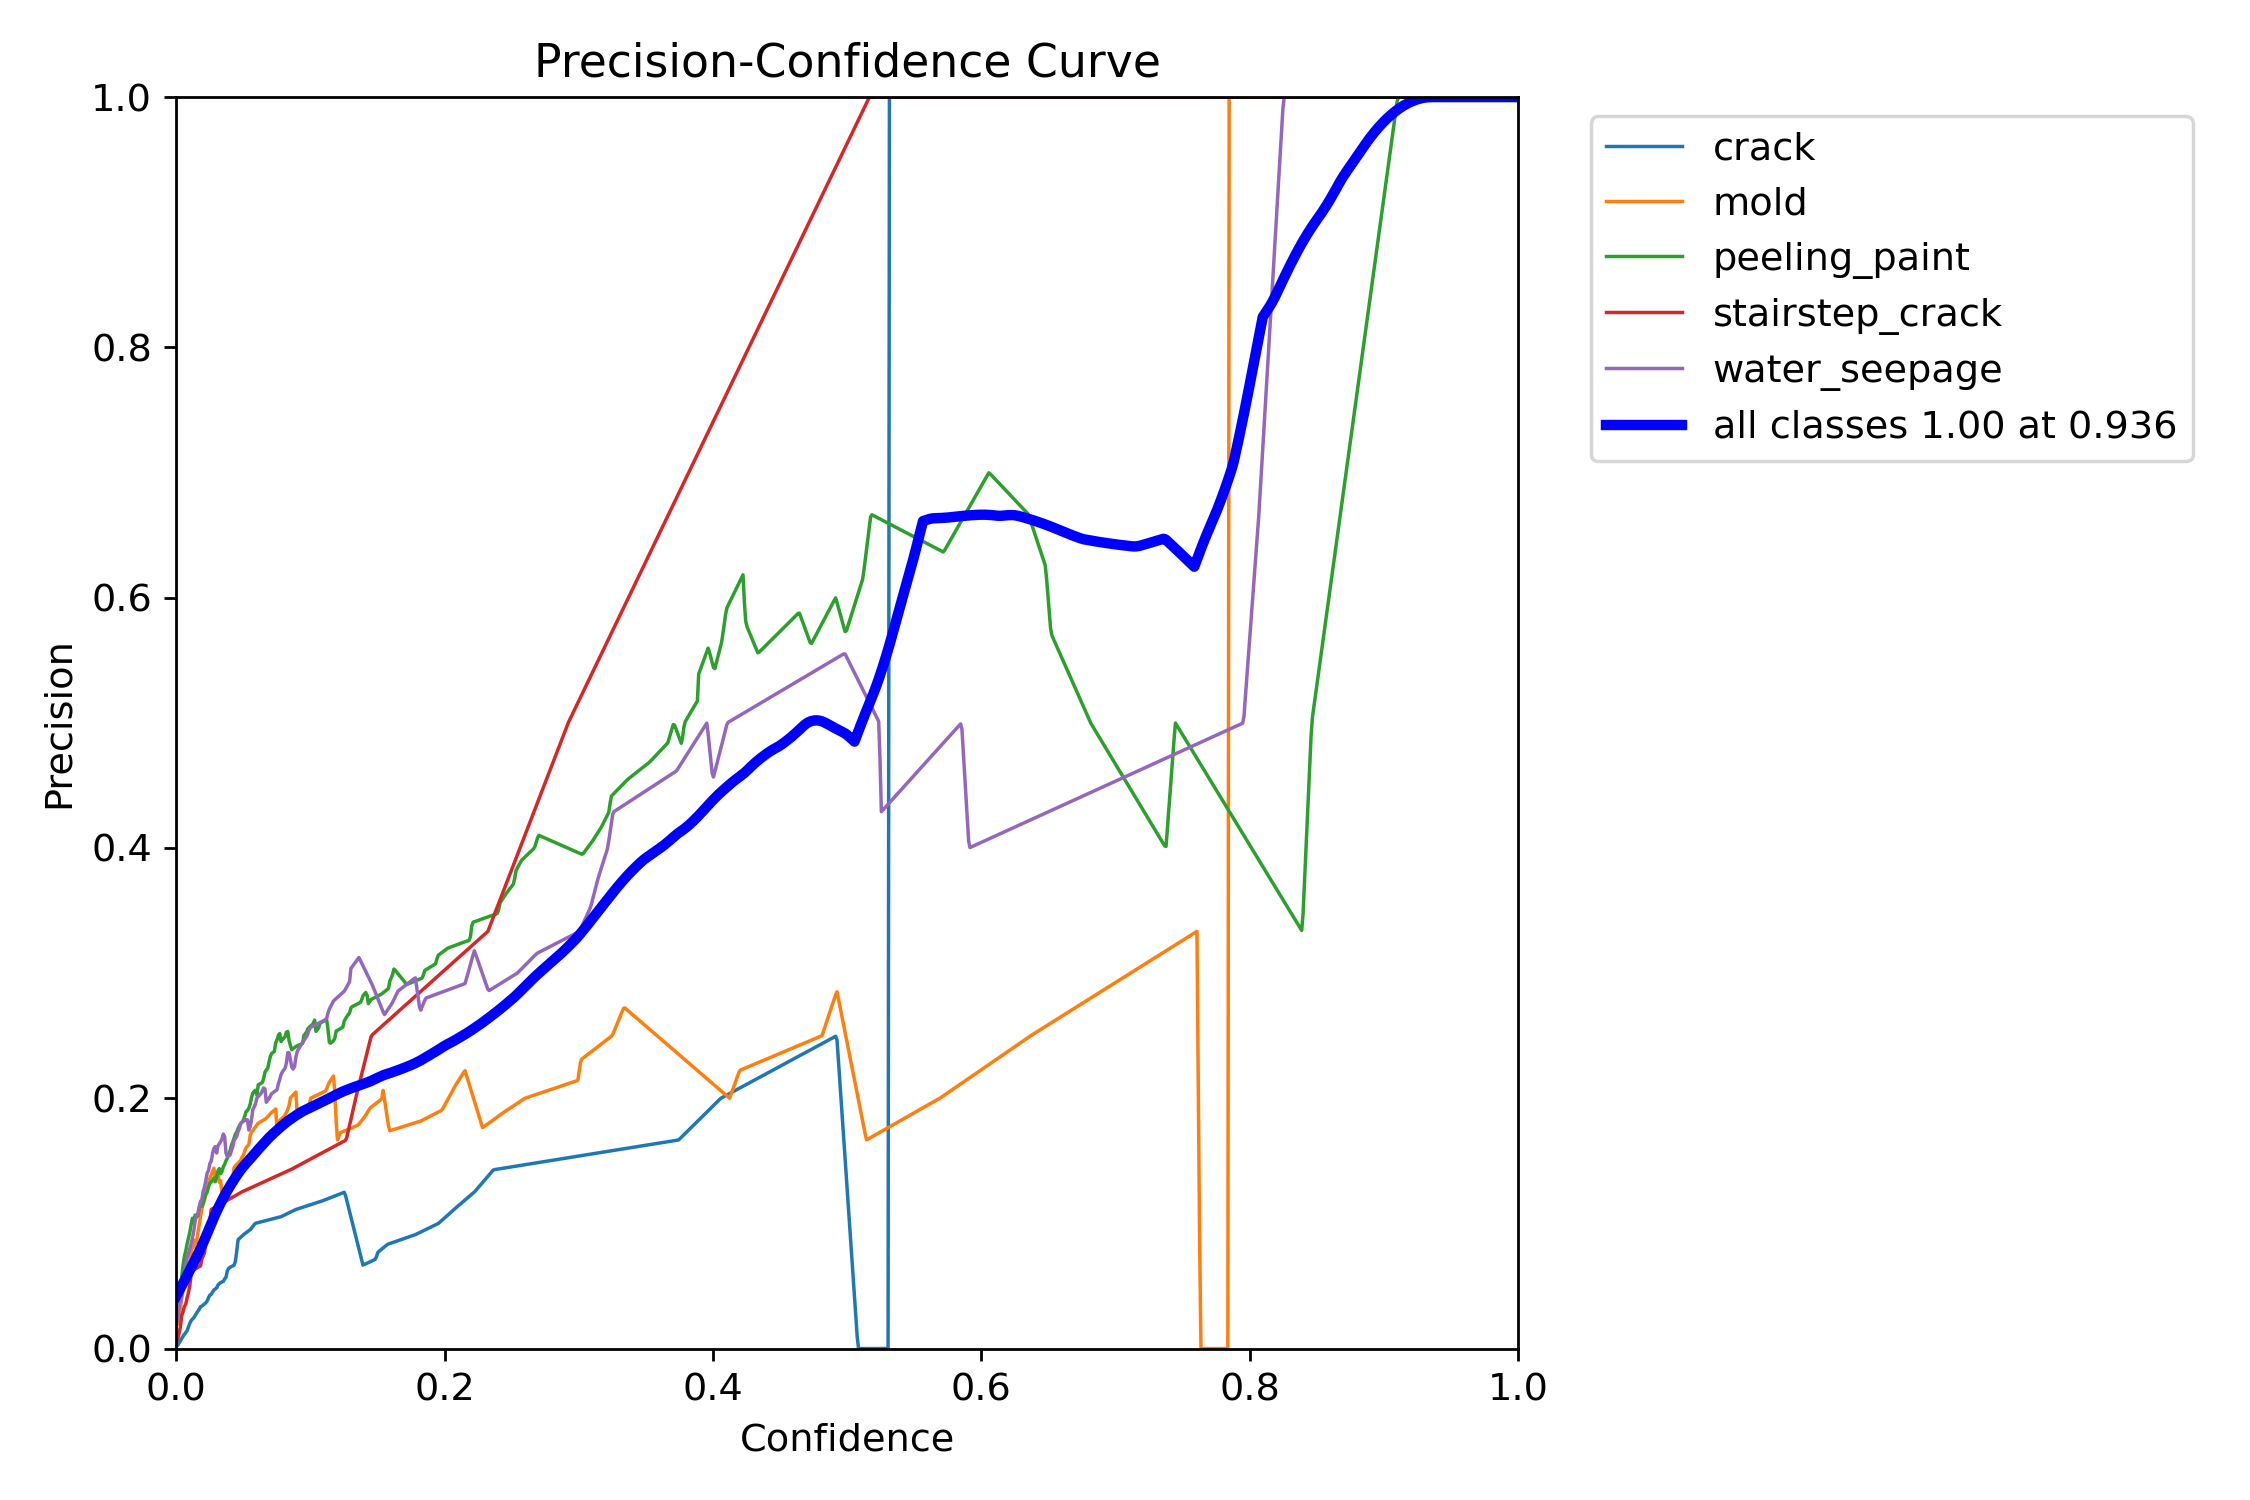 Precision-Confidence Curve
1.0
0.8
0.6
0.4
0.2
0.0
Precision
0.0 0.2 0.4 0.6 0.8 1.0
Confidence
crack
mold
peeling_paint
stairstep_crack
water_seepage
all classes 1.00 at 0.936